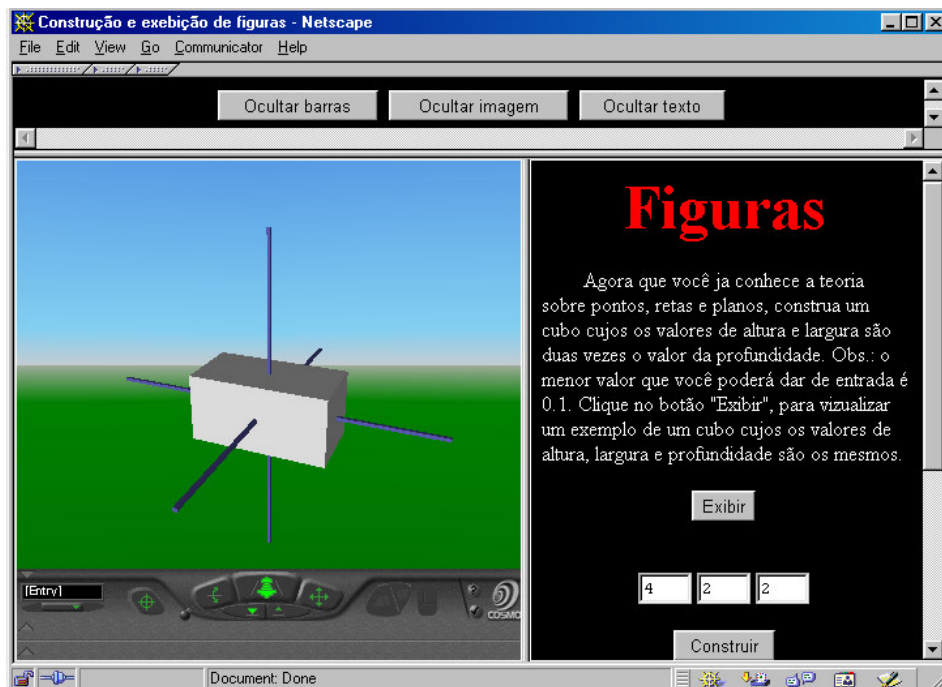 Construção e exebição de figuras - Netscape
File Edit View Go Communicator Help
Ocultar barras Ocultar imagem Ocultar texto
Figuras
Agora que você ja conhece a teoria
sobre pontos, retas e planos, construa um
cubo cujos os valores de altura e largura são
duas vezes o valor da profundidade. Obs.: o
menor valor que você poderá dar de entrada é
0.1. Clique no botão "Exibir", para vizualizar
um exemplo de um cubo cujos os valores de
altura, largura e profundidade são os mesmos.
Exibir
4 2 2
Construir
[Entry]
COSMO
Document: Done